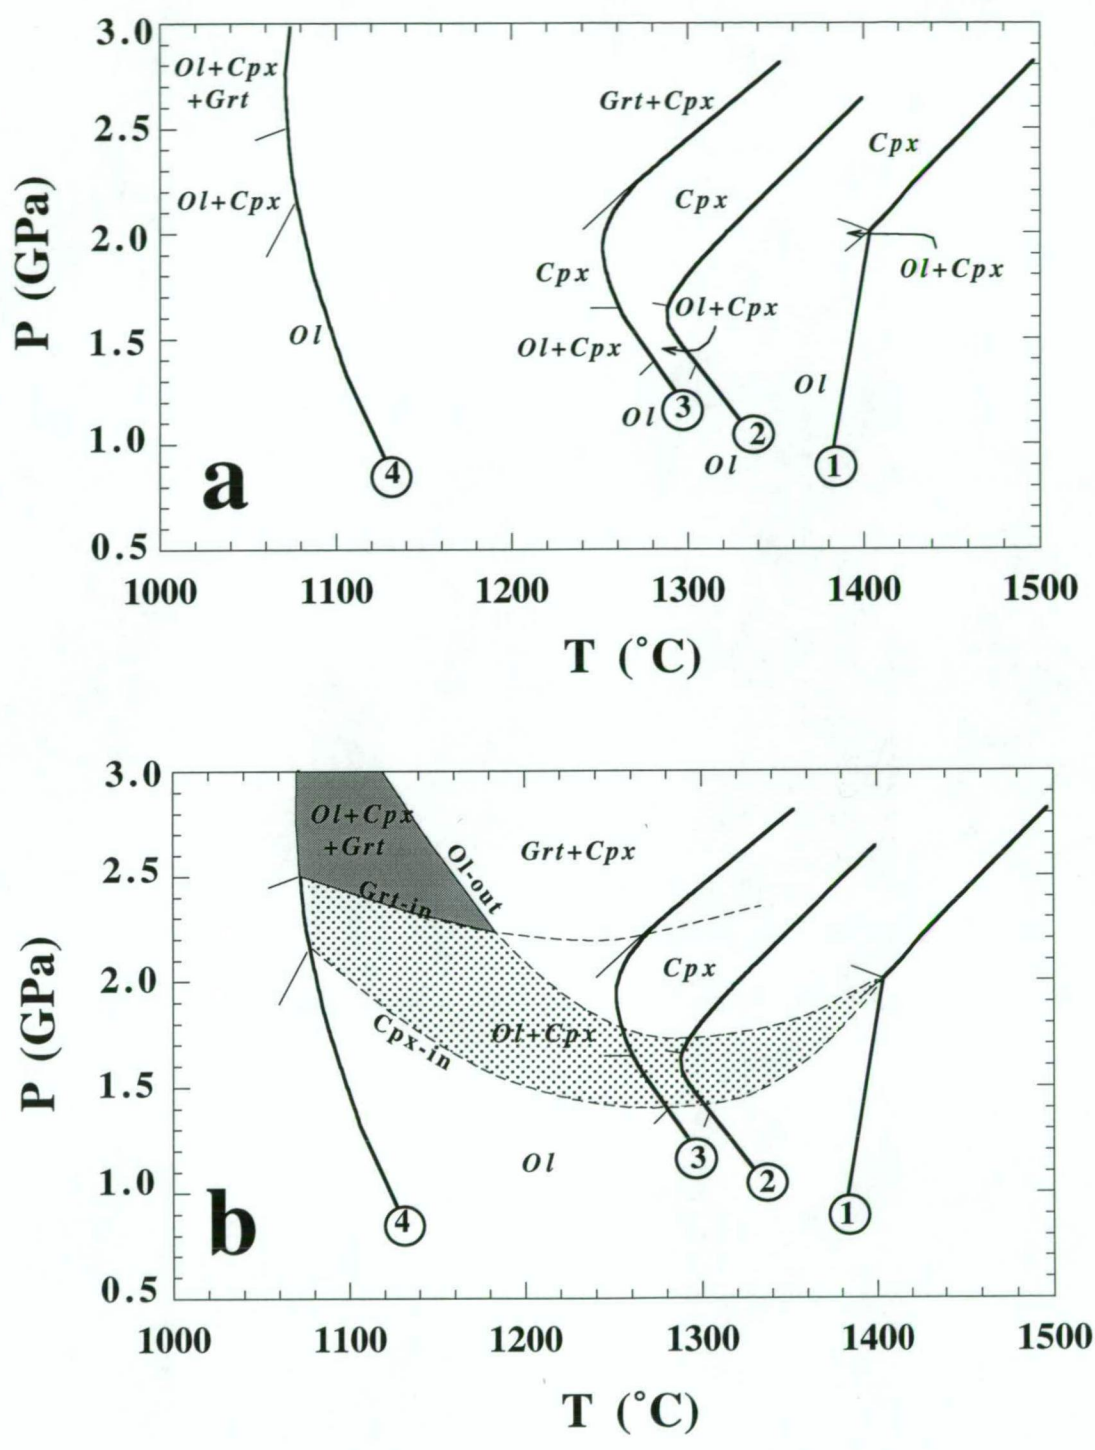 3.0
Ol+Cpx
+Grt
Grt+Cpx
2.5
Cpx
Ol+Cpx
Cpx
P (GPa)
2.0
Ol+Cpx
Cpx
Ol+Cpx
Ol
Ol+Cpx
1.5
Ol
Ol
3
2
1.0
Ol
1
4
a
0.5
1000 1100 1200 1300 1400 1500
T (°C)
3.0
Ol+Cpx
+Grt
Ol-out
Grt+Cpx
2.5
Grt-in
Cpx
P (GPa)
2.0
Cpx-in
Ol+Cpx
1.5
Ol
3
2
1.0
1
4
b
0.5
1000 1100 1200 1300 1400 1500
T (°C)